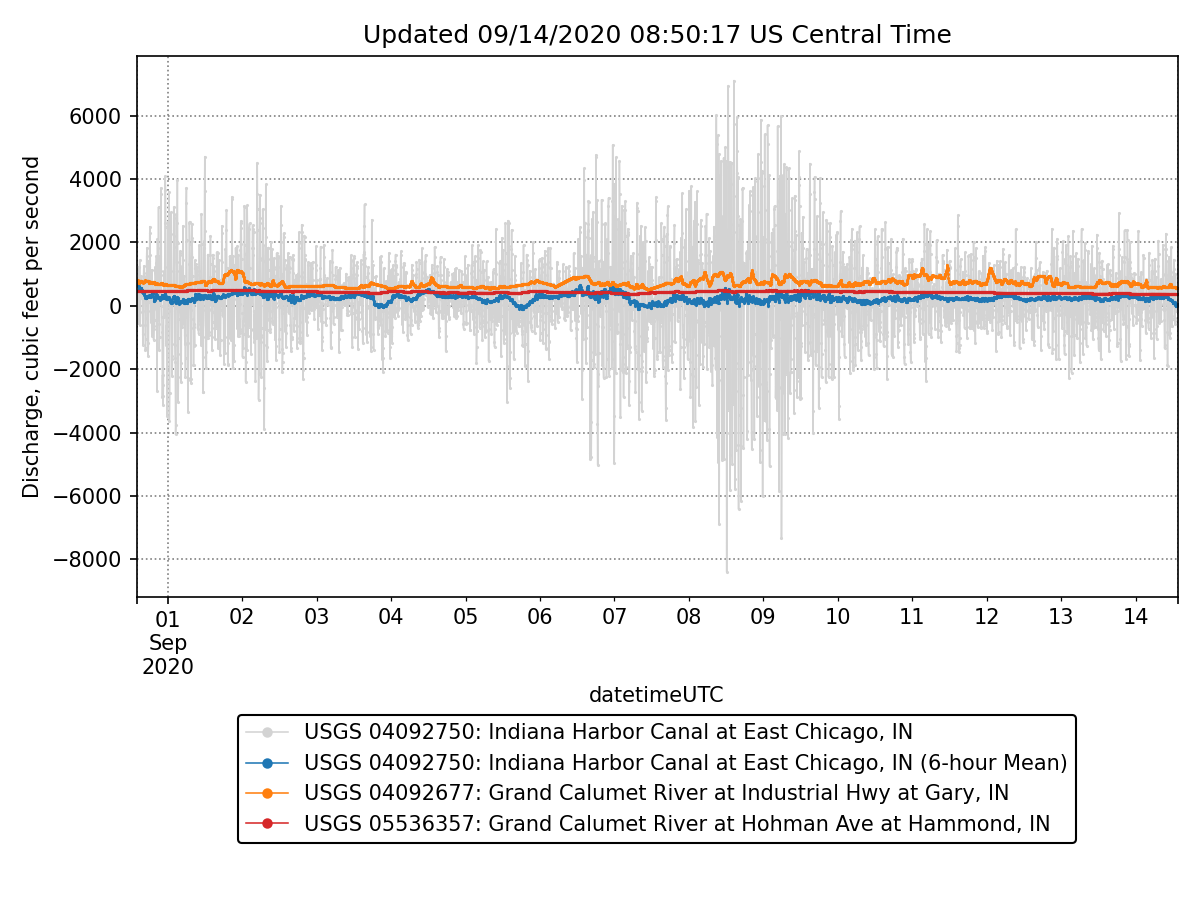 Updated 09/14/2020 08:50:17 US Central Time
Discharge, cubic feet per second
6000
4000
2000
0
−2000
−4000
−6000
−8000
01 02 03 04 05 06 07 08 09 10 11 12 13 14
Sep
2020
datetimeUTC
USGS 04092750: Indiana Harbor Canal at East Chicago, IN
USGS 04092750: Indiana Harbor Canal at East Chicago, IN (6-hour Mean)
USGS 04092677: Grand Calumet River at Industrial Hwy at Gary, IN
USGS 05536357: Grand Calumet River at Hohman Ave at Hammond, IN